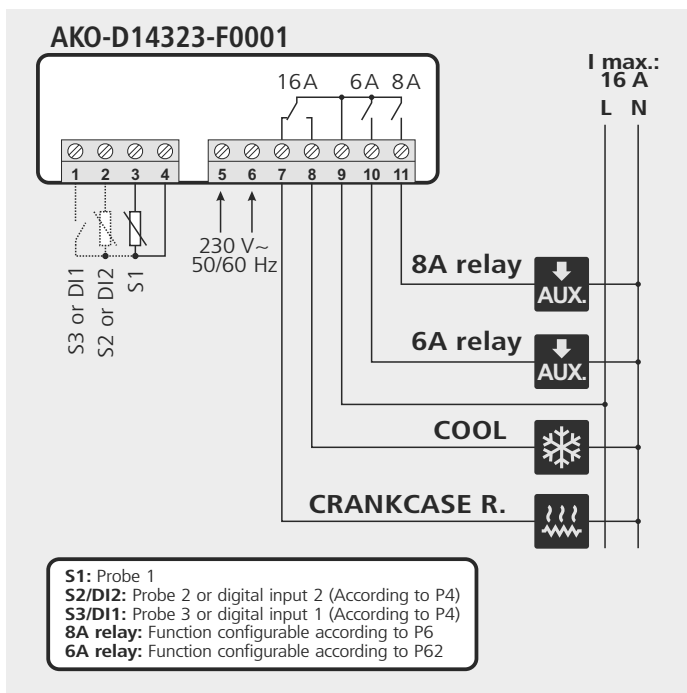 AKO-D14323-F0001
I max.:
16 A
L N
16 A 6 A 8 A
1 2 3 4 5 6 7 8 9 10 11
230 V~
50/60 Hz
S3 or DI1
S2 or DI2
S1
8A relay
AUX.
6A relay
AUX.
COOL
CRANKCASE R.
S1: Probe 1
S2/DI2: Probe 2 or digital input 2 (According to P4)
S3/DI1: Probe 3 or digital input 1 (According to P4)
8A relay: Function configurable according to P6
6A relay: Function configurable according to P62